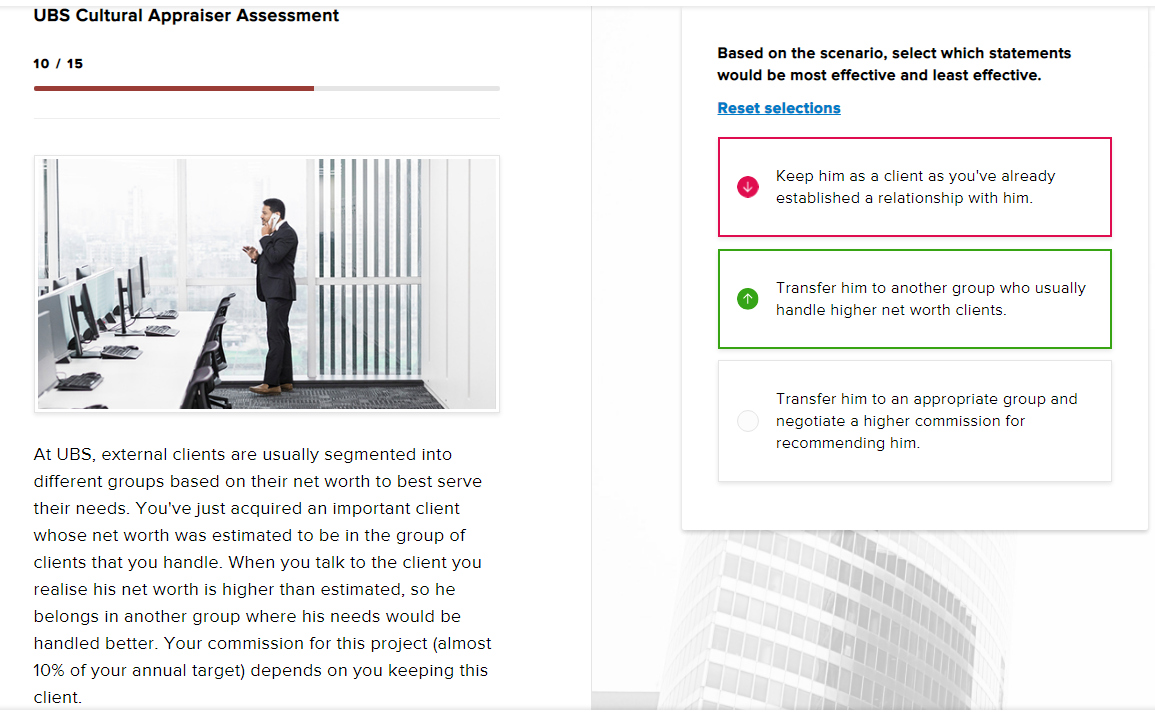 UBS Cultural Appraiser Assessment
10 / 15
At UBS, external clients are usually segmented into
different groups based on their net worth to best serve
their needs. You've just acquired an important client
whose net worth was estimated to be in the group of
clients that you handle. When you talk to the client you
realise his net worth is higher than estimated, so he
belongs in another group where his needs would be
handled better. Your commission for this project (almost
10% of your annual target) depends on you keeping this
client.
Based on the scenario, select which statements
would be most effective and least effective.
Reset selections
Keep him as a client as you've already
established a relationship with him.
Transfer him to another group who usually
handle higher net worth clients.
Transfer him to an appropriate group and
negotiate a higher commission for
recommending him.